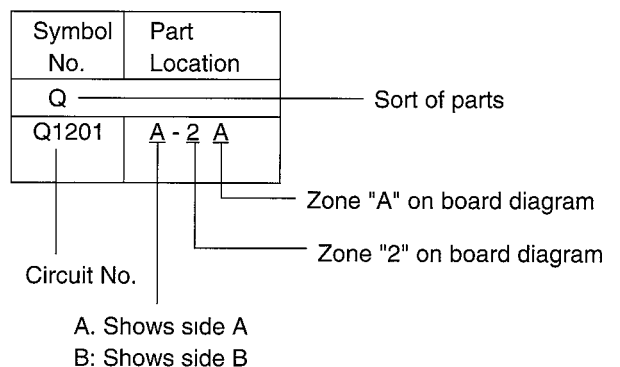 Symbol No.
Part Location
Q
Sort of parts
Q1201
A - 2 A
Zone "A" on board diagram
Zone "2" on board diagram
Circuit No.
A. Shows side A
B: Shows side B